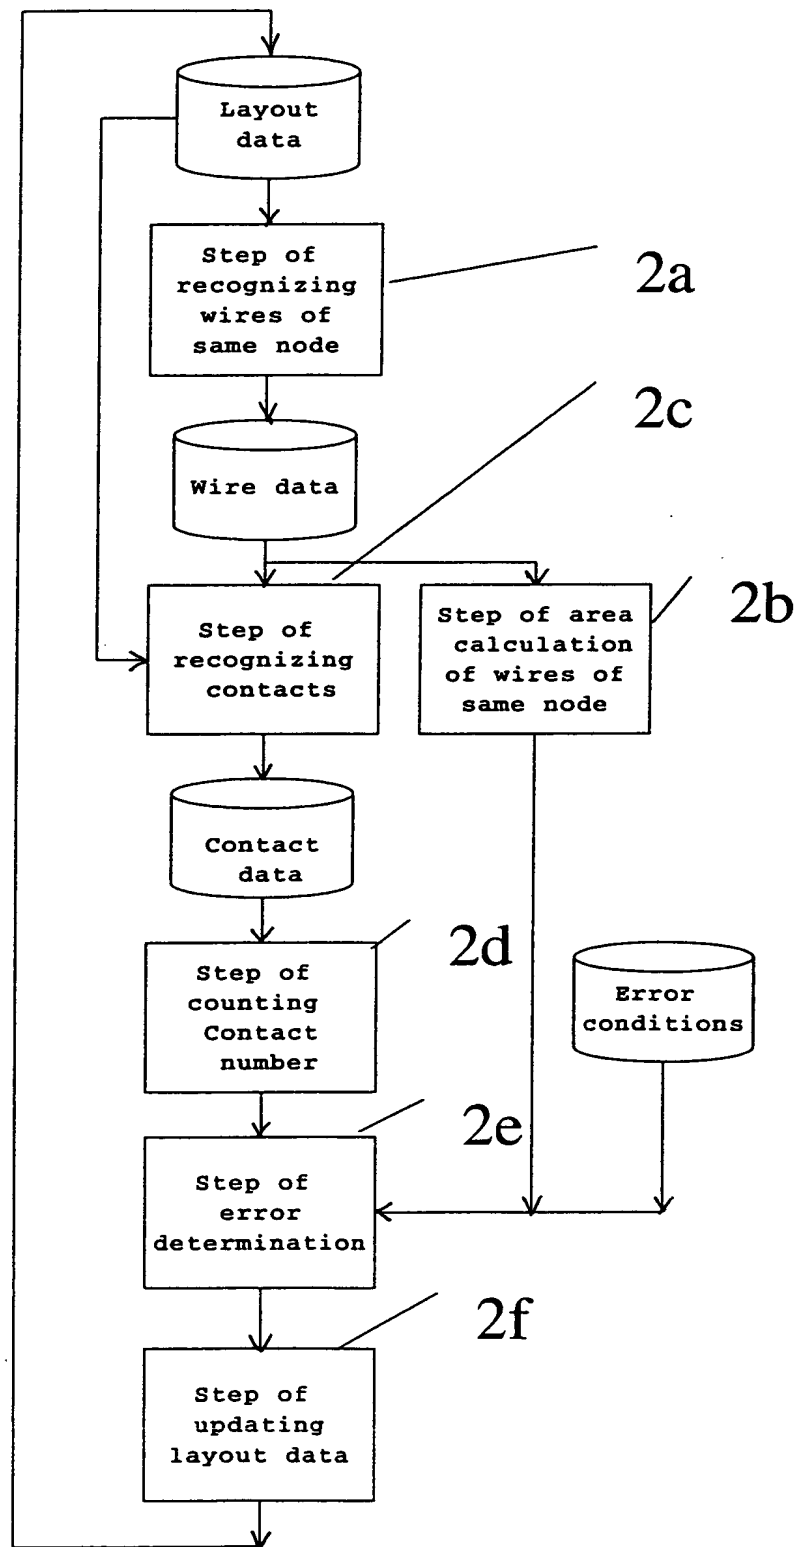 Layout
data
Step of
recognizing
wires of
same node
2a
2c
Wire data
Step of
recognizing
contacts
Step of area
calculation
of wires of
same node
2b
Contact
data
2d
Step of
counting
Contact
number
Error
conditions
2e
Step of
error
determination
2f
Step of
updating
layout data